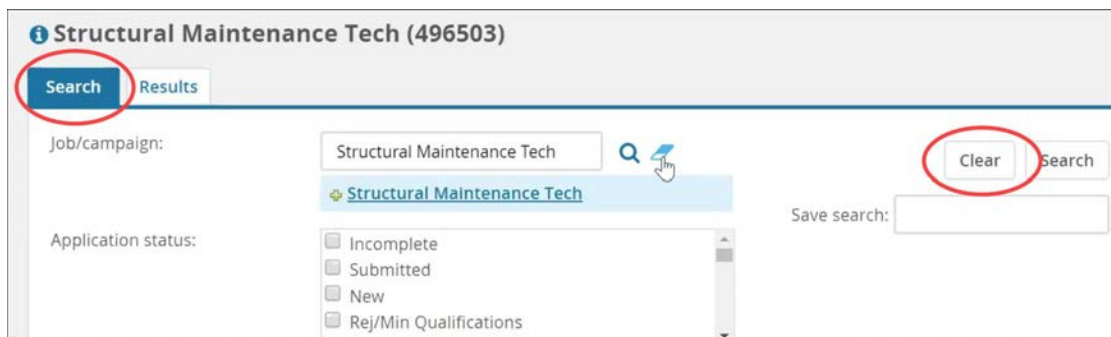 Structural Maintenance Tech (496503)
Search Results
Job/campaign:
Structural Maintenance Tech
Clear Search
Structural Maintenance Tech
Save search:
Application status:
Incomplete
Submitted
New
Rej/Min Qualifications